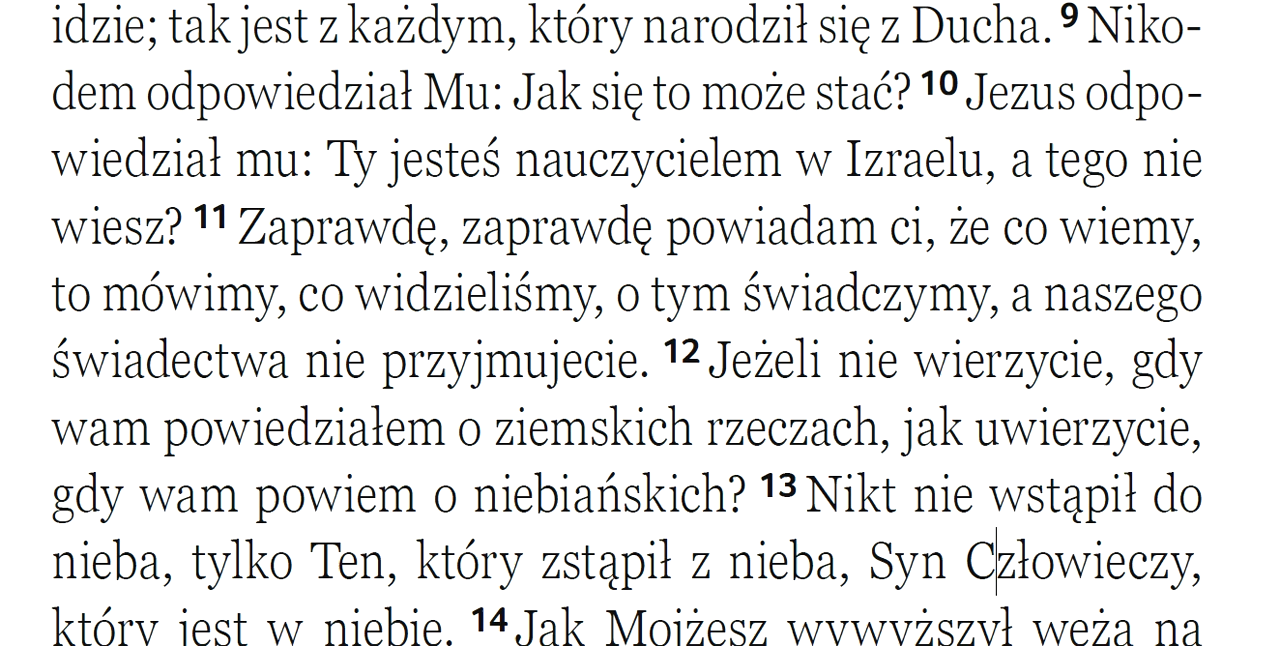 idzie; tak jest z każdym, który narodził się z Ducha. 9 Niko-
dem odpowiedział Mu: Jak się to może stać? 10 Jezus odpo-
wiedział mu: Ty jesteś nauczycielem w Izraelu, a tego nie
wiesz? 11 Zaprawdę, zaprawdę powiadam ci, że co wiemy,
to mówimy, co widzieliśmy, o tym świadczymy, a naszego
świadectwa nie przyjmujecie. 12 Jeżeli nie wierzycie, gdy
wam powiedziałem o ziemskich rzeczach, jak uwierzycie,
gdy wam powiem o niebiańskich? 13 Nikt nie wstąpił do
nieba, tylko Ten, który zstąpił z nieba, Syn Człowieczy,
który jest w niebie. 14 Jak Mojżesz wywyższył węża na